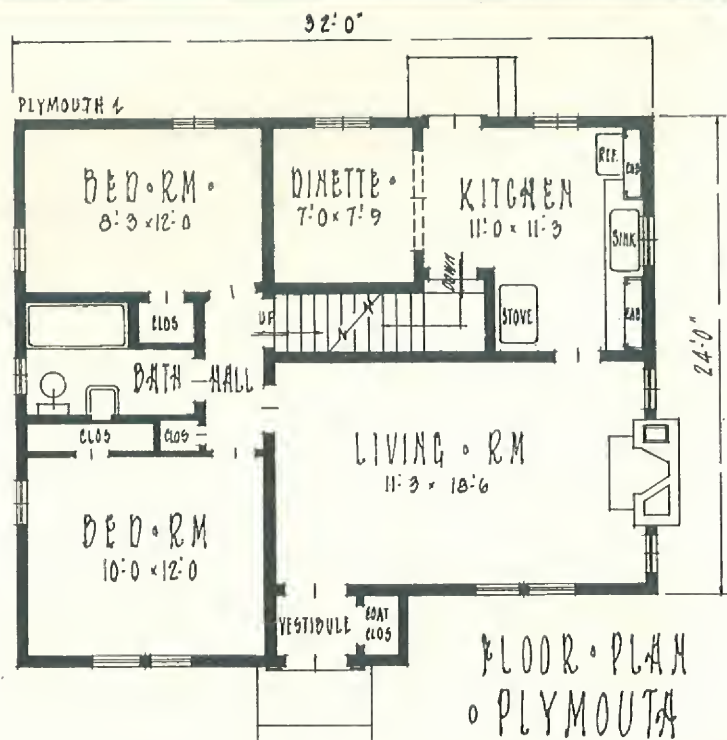 32'-0"
PLYMOUTH 1
BED•RM•
8'-3 x 12'-0
DINETTE•
7'-0 x 7'-9
KITCHEN
11'-0 x 11'-3
REF.
CAB
SINK
CAB
STOVE
DOWN
UP
CLOS
BATH
HALL
CLOS
CLOS
24'-0"
LIVING • RM
11'-3 x 18'-6
BED•RM
10'-0 x 12'-0
VESTIBULE
COAT
CLOS
FLOOR • PLAN
• PLYMOUTH